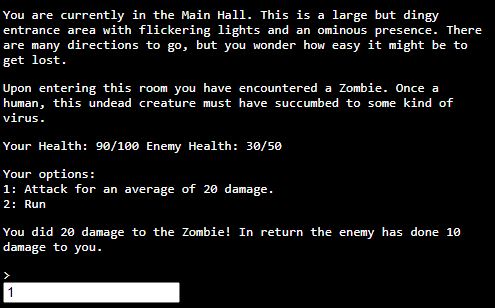 You are currently in the Main Hall. This is a large but dingy
entrance area with flickering lights and an ominous presence. There
are many directions to go, but you wonder how easy it might be to
get lost.
Upon entering this room you have encountered a Zombie. Once a
human, this undead creature must have succumbed to some kind of
virus.
Your Health: 90/100 Enemy Health: 30/50
Your options:
1: Attack for an average of 20 damage.
2: Run
You did 20 damage to the Zombie! In return the enemy has done 10
damage to you.
>
1